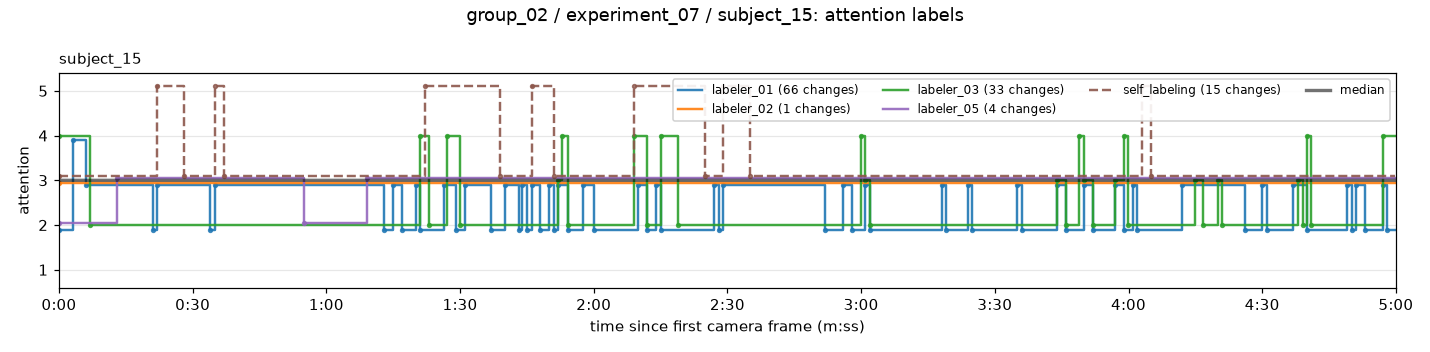 group_02 / experiment_07 / subject_15: attention labels
subject_15
labeler_01 (66 changes)
labeler_02 (1 changes)
labeler_03 (33 changes)
labeler_05 (4 changes)
self_labeling (15 changes)
median
attention
5
4
3
2
1
0:00 0:30 1:00 1:30 2:00 2:30 3:00 3:30 4:00 4:30 5:00
time since first camera frame (m:ss)